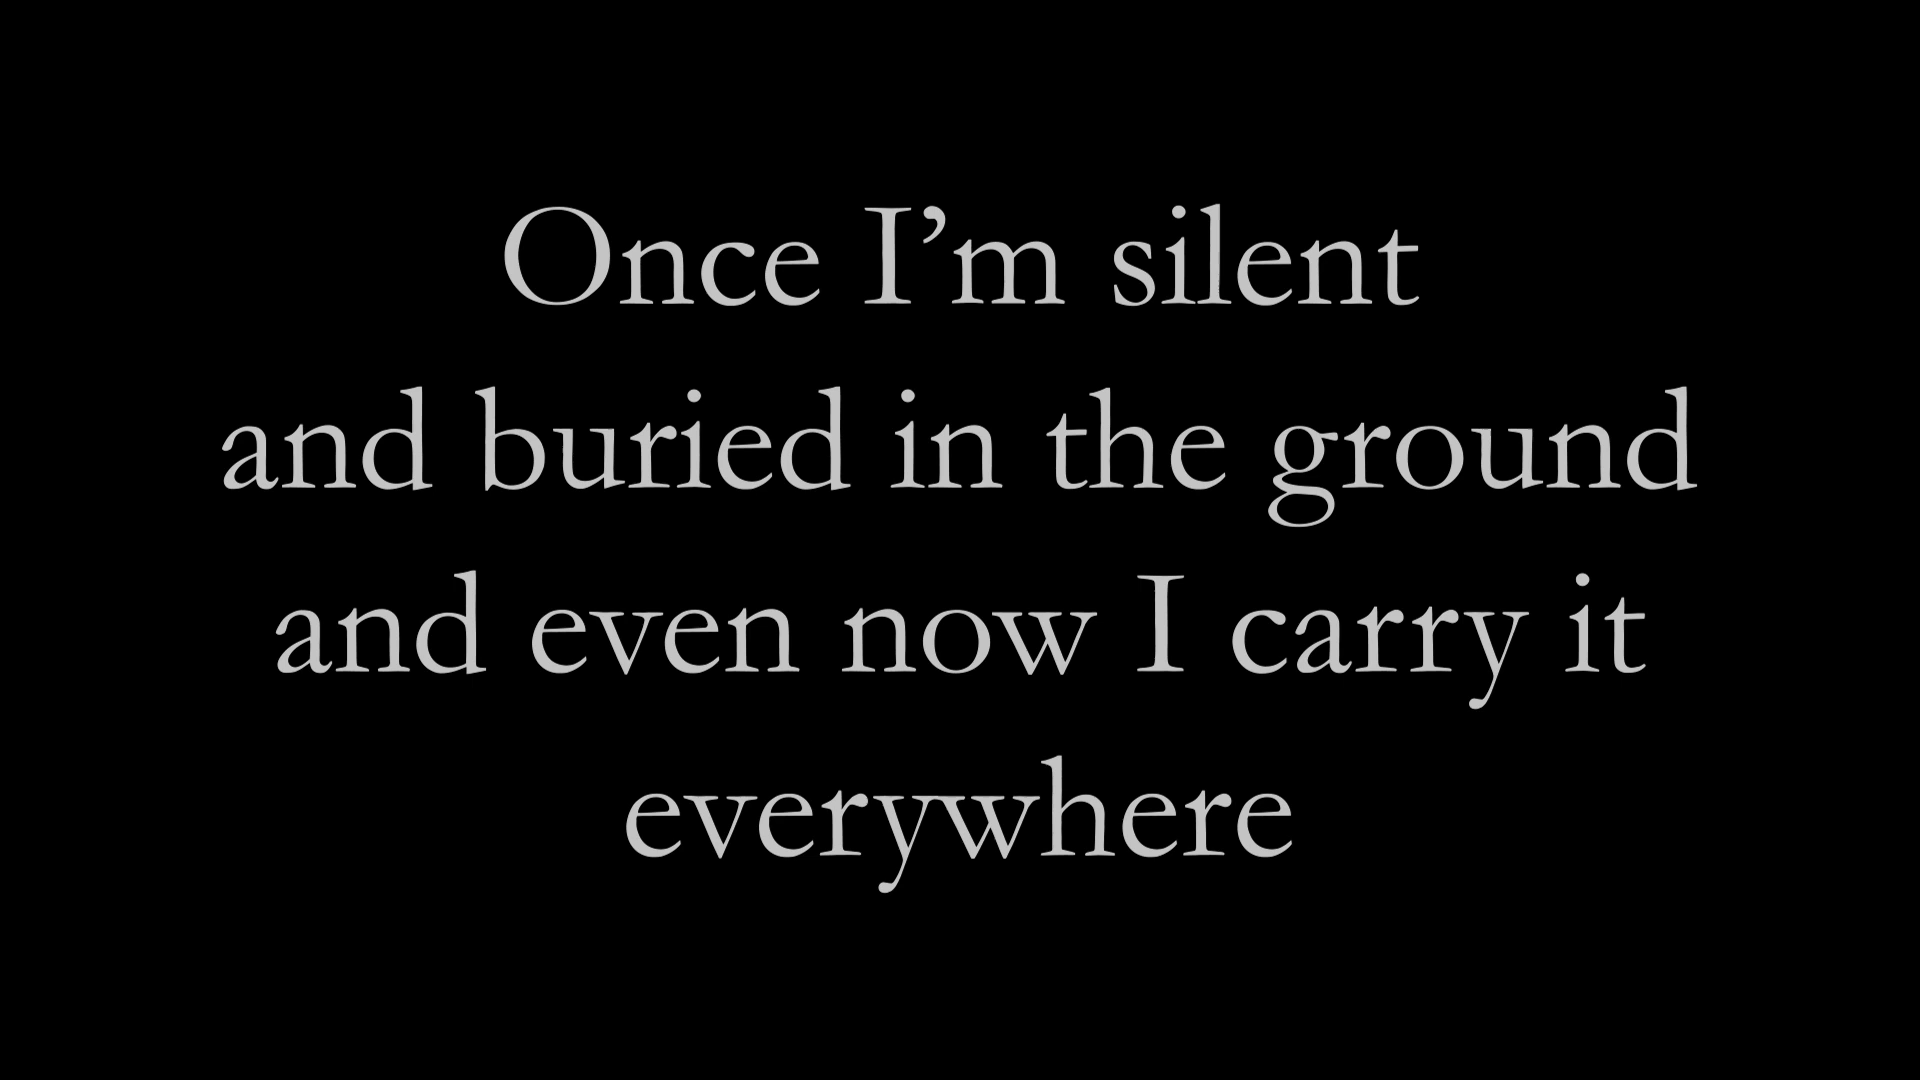 Once I’m silent
and buried in the ground
and even now I carry it
everywhere